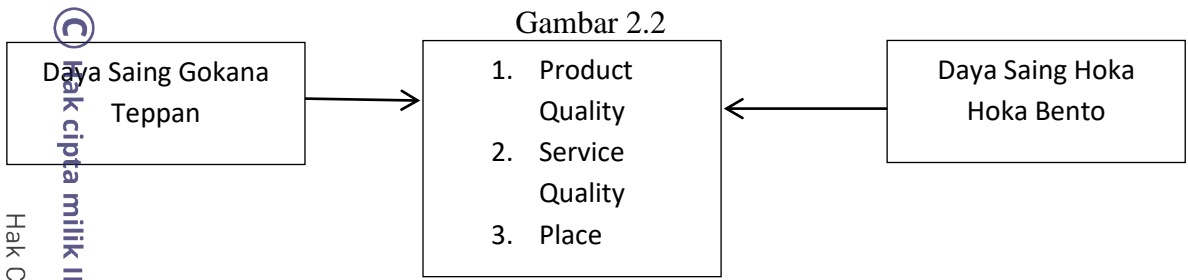 Gambar 2.2
Daya Saing Gokana
Teppan
1. Product
Quality
2. Service
Quality
3. Place
Daya Saing Hoka
Hoka Bento
© Hak cipta milik I
Hak C